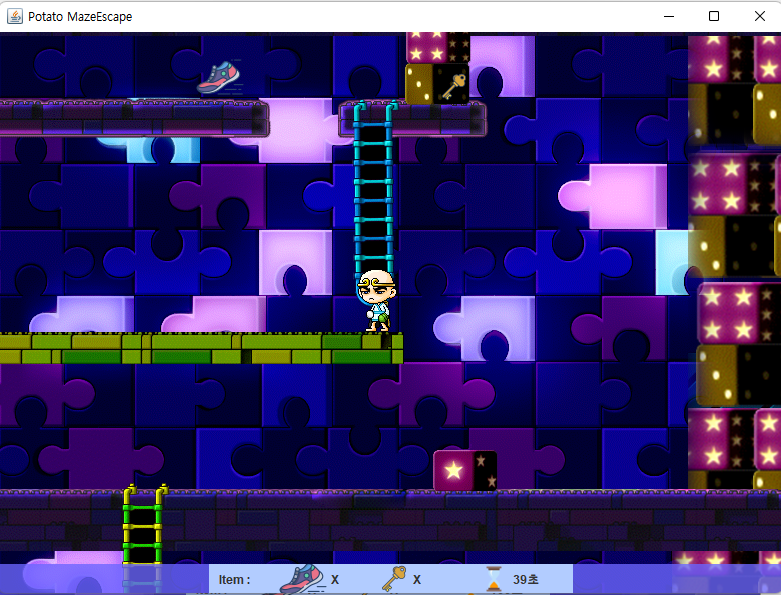 Potato MazeEscape
Item : X X 39초